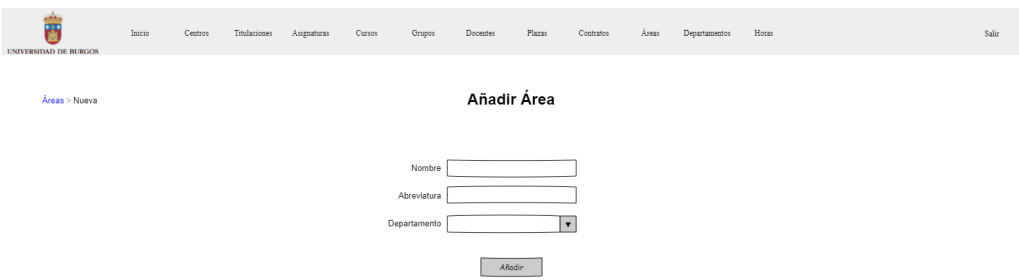 UNIVERSIDAD DE BURGOS
Inicio Centros Titulaciones Asignaturas Cursos Grupos Docentes Plazas Contratos Áreas Departamentos Horas Salir
Áreas > Nueva
Añadir Área
Nombre
Abreviatura
Departamento
Añadir